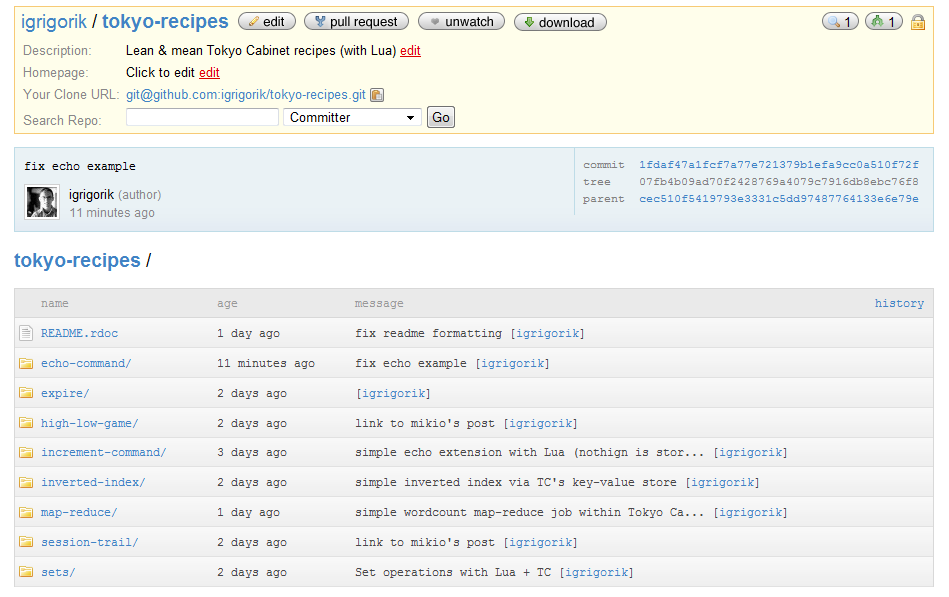 igrigorik / tokyo-recipes edit pull request unwatch download 1 1
Description: Lean & mean Tokyo Cabinet recipes (with Lua) edit
Homepage: Click to edit edit
Your Clone URL: git@github.com:igrigorik/tokyo-recipes.git
Search Repo: Committer Go
fix echo example
igrigorik (author)
11 minutes ago
commit 1fdaf47a1fcf7a77e721379b1efa9cc0a510f72f
tree 07fb4b09ad70f2428769a4079c7916db8ebc76f8
parent cec510f5419793e3331c5dd97487764133e6e79e
tokyo-recipes /
name age message history
README.rdoc 1 day ago fix readme formatting [igrigorik]
echo-command/ 11 minutes ago fix echo example [igrigorik]
expire/ 2 days ago [igrigorik]
high-low-game/ 2 days ago link to mikio's post [igrigorik]
increment-command/ 3 days ago simple echo extension with Lua (nothign is stor... [igrigorik]
inverted-index/ 2 days ago simple inverted index via TC's key-value store [igrigorik]
map-reduce/ 1 day ago simple wordcount map-reduce job within Tokyo Ca... [igrigorik]
session-trail/ 2 days ago link to mikio's post [igrigorik]
sets/ 2 days ago Set operations with Lua + TC [igrigorik]